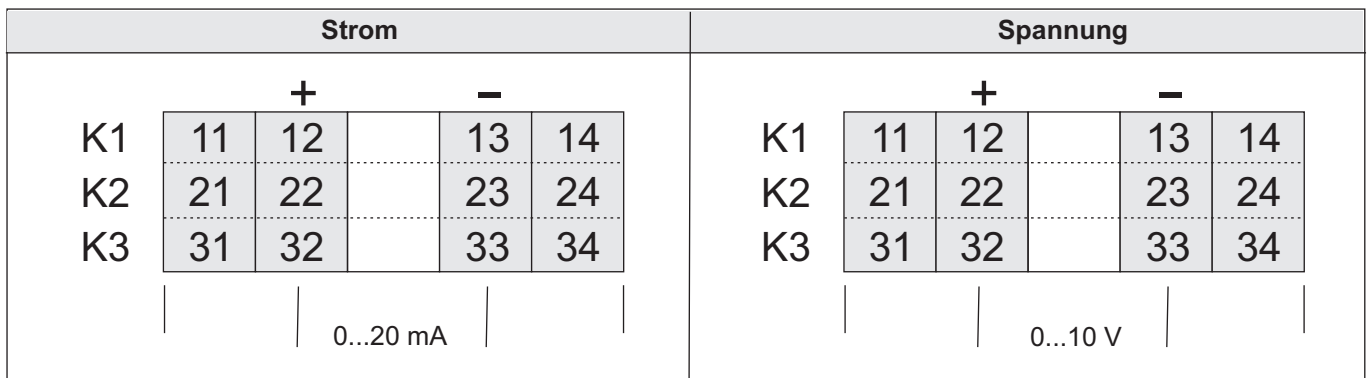 Strom Spannung
+ – + –
K1 11 12 13 14 K1 11 12 13 14
K2 21 22 23 24 K2 21 22 23 24
K3 31 32 33 34 K3 31 32 33 34
0...20 mA 0...10 V